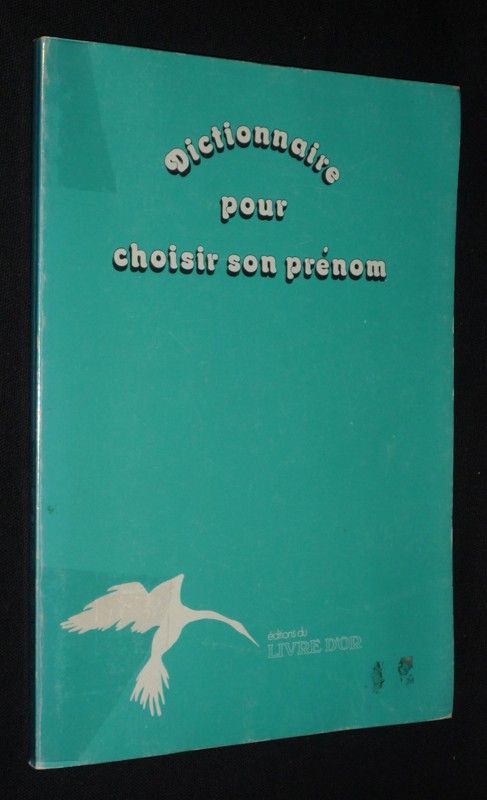 Dictionnaire
pour
choisir son prénom
éditions du
LIVRE D'OR